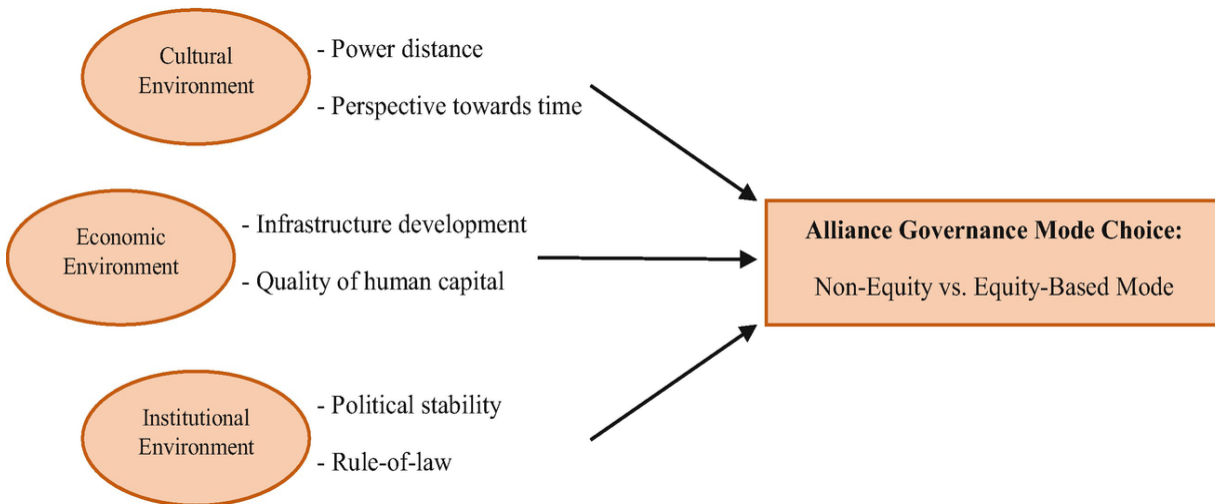 Cultural
Environment
- Power distance
- Perspective towards time
Economic
Environment
- Infrastructure development
- Quality of human capital
Alliance Governance Mode Choice:
Non-Equity vs. Equity-Based Mode
Institutional
Environment
- Political stability
- Rule-of-law